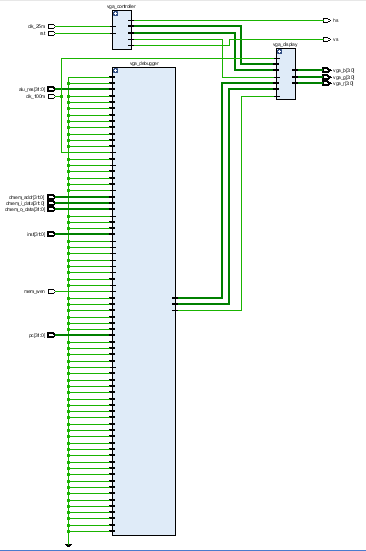 vga_controller
hs
clk_25m
rst
vs
vga_display
vga_debugger
vga_b[3:0]
vga_g[3:0]
vga_r[3:0]
alu_res[31:0]
clk_100m
dmem_addr[31:0]
dmem_i_data[31:0]
dmem_o_data[31:0]
inst[31:0]
mem_wen
pc[31:0]